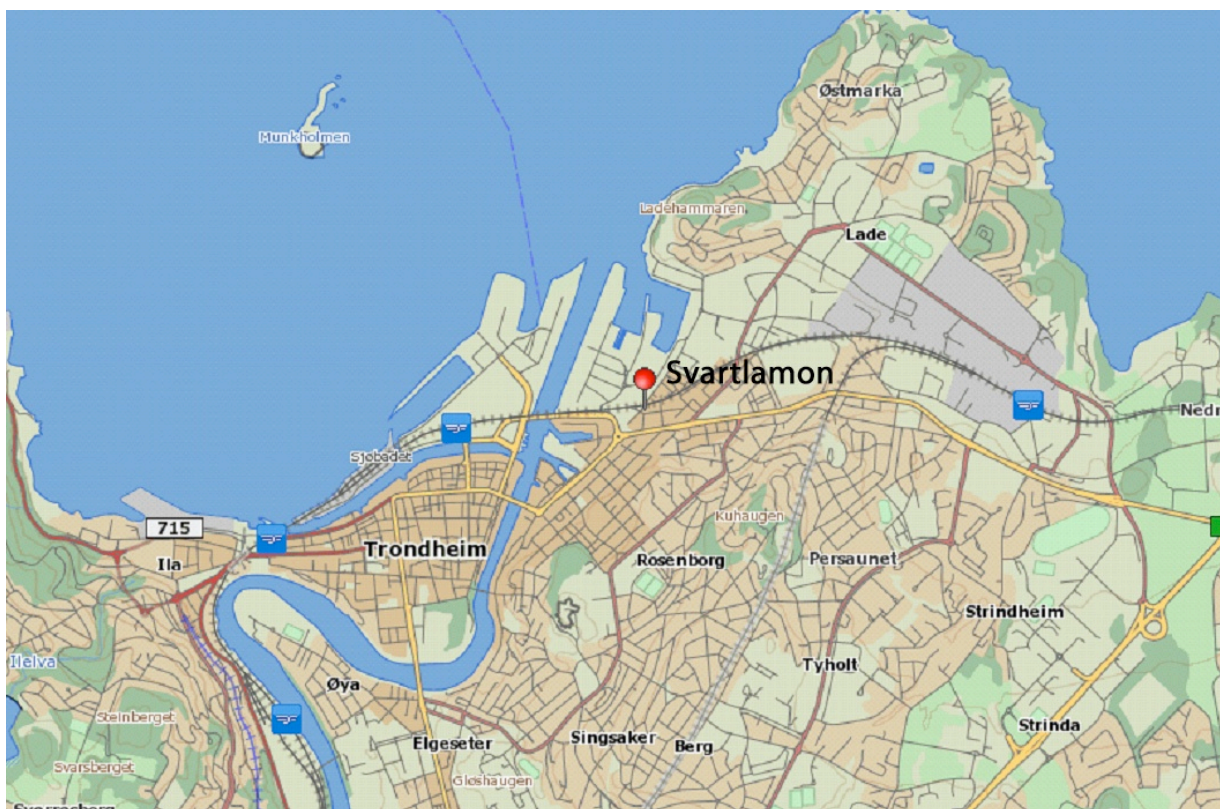 Østmarka
Munkholmen
Ladehammaren
Lade
Svartlamon
Nedr
Sjøbadet
Kuhaugen
715
Trondheim
Ila
Rosenborg
Persaunet
Strindheim
Ilelva
Tyholt
Øya
Steinberget
Strinda
Elgeseter
Singsaker
Berg
Svarsberget
Gløshaugen